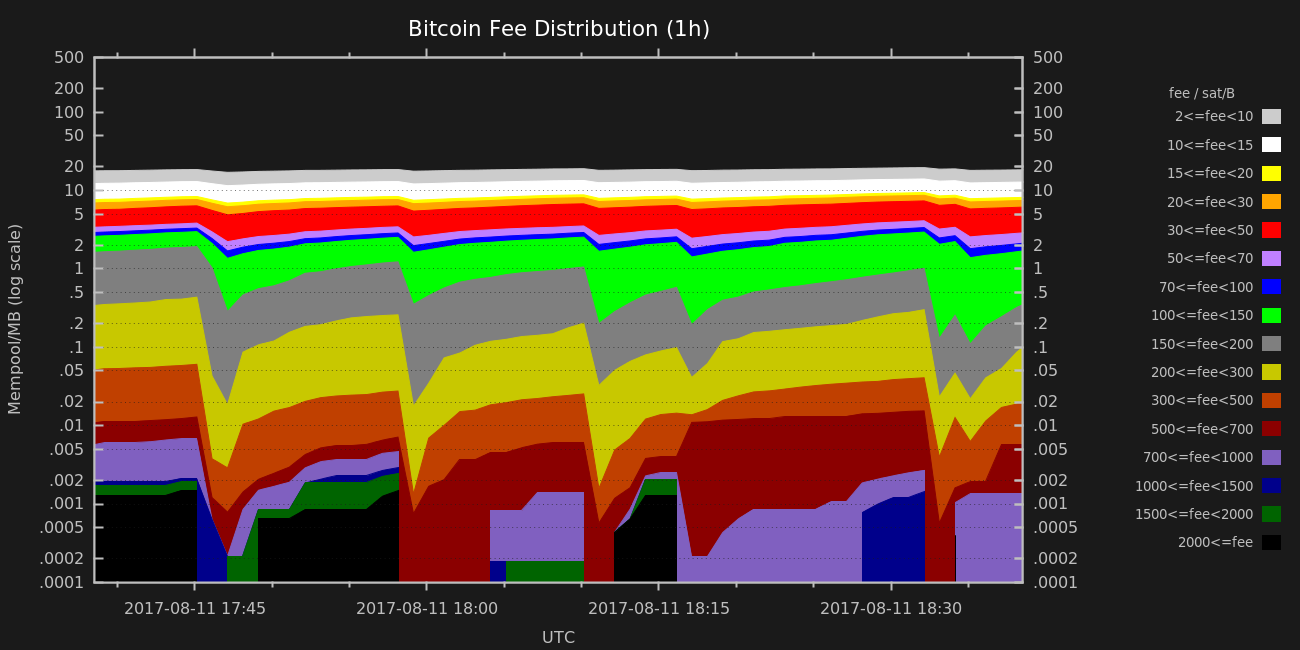 Bitcoin Fee Distribution (1h)
Mempool/MB (log scale)
500
200
100
50
20
10
5
2
1
.5
.2
.1
.05
.02
.01
.005
.002
.001
.0005
.0002
.0001
500
200
100
50
20
10
5
2
1
.5
.2
.1
.05
.02
.01
.005
.002
.001
.0005
.0002
.0001
fee / sat/B
2<=fee<10
10<=fee<15
15<=fee<20
20<=fee<30
30<=fee<50
50<=fee<70
70<=fee<100
100<=fee<150
150<=fee<200
200<=fee<300
300<=fee<500
500<=fee<700
700<=fee<1000
1000<=fee<1500
1500<=fee<2000
2000<=fee
2017-08-11 17:45
2017-08-11 18:00
2017-08-11 18:15
2017-08-11 18:30
UTC